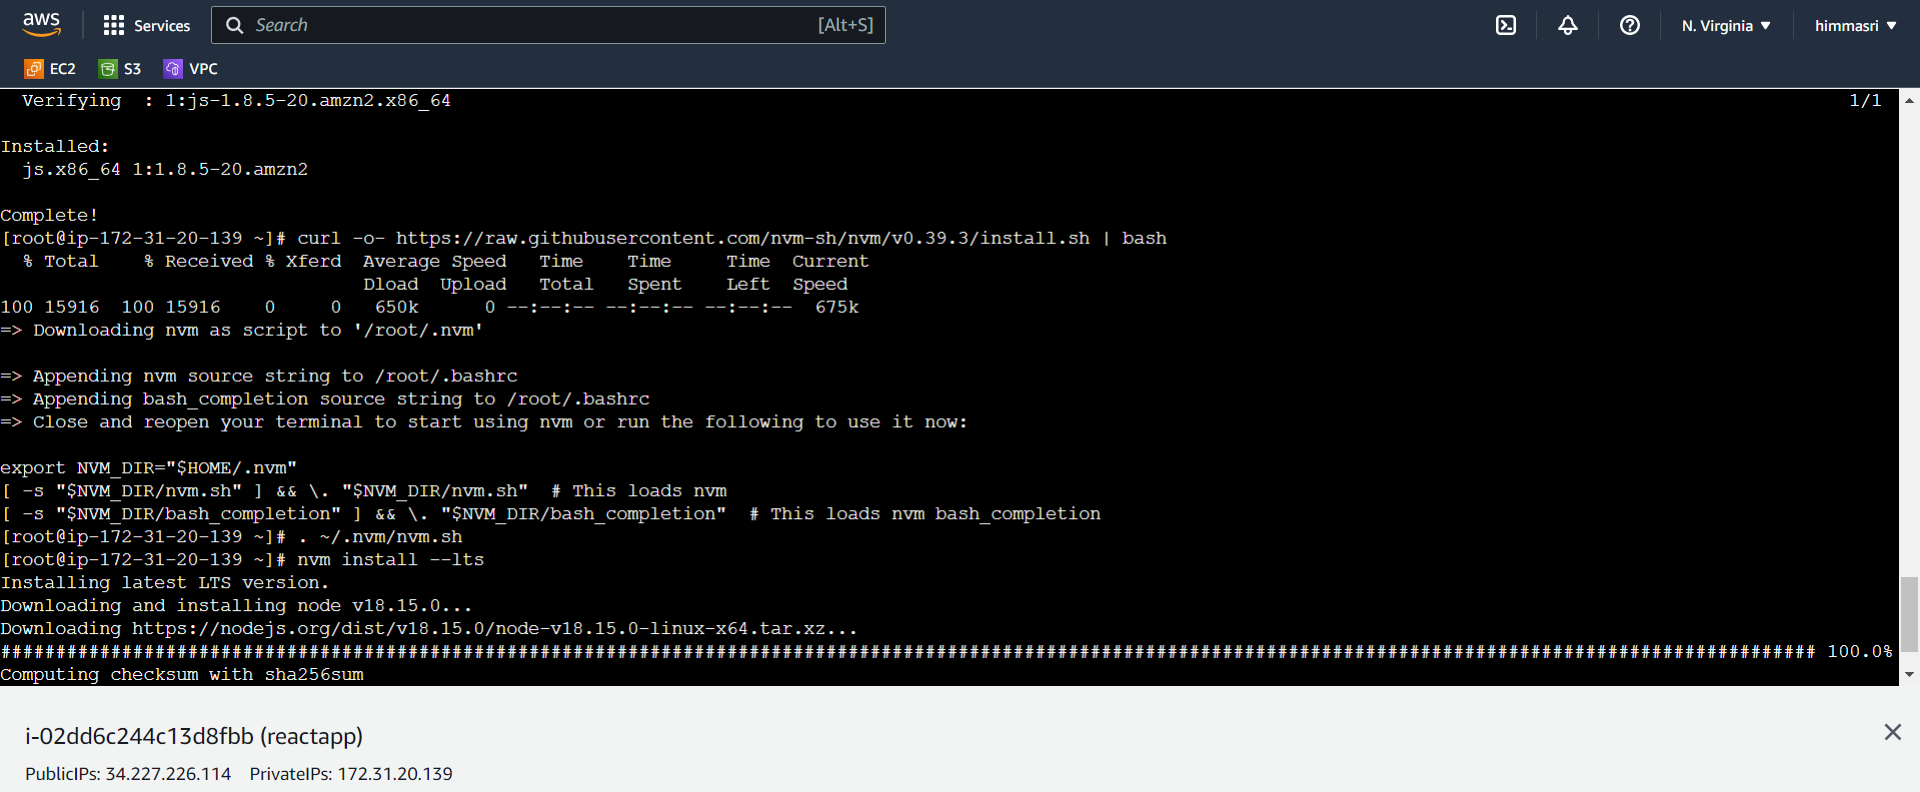 aws
Services
Search
[Alt+S]
N. Virginia
himmasri
EC2
S3
VPC
Verifying  : 1:js-1.8.5-20.amzn2.x86_64 1/1
Installed:
js.x86_64 1:1.8.5-20.amzn2
Complete!
[root@ip-172-31-20-139 ~]# curl -o- https://raw.githubusercontent.com/nvm-sh/nvm/v0.39.3/install.sh | bash
% Total    % Received % Xferd  Average Speed   Time    Time     Time  Current
Dload  Upload   Total   Spent    Left  Speed
100 15916  100 15916    0     0   650k      0 --:--:-- --:--:-- --:--:--  675k
=> Downloading nvm as script to '/root/.nvm'
=> Appending nvm source string to /root/.bashrc
=> Appending bash_completion source string to /root/.bashrc
=> Close and reopen your terminal to start using nvm or run the following to use it now:
export NVM_DIR="$HOME/.nvm"
[ -s "$NVM_DIR/nvm.sh" ] && \. "$NVM_DIR/nvm.sh"  # This loads nvm
[ -s "$NVM_DIR/bash_completion" ] && \. "$NVM_DIR/bash_completion"  # This loads nvm bash_completion
[root@ip-172-31-20-139 ~]# . ~/.nvm/nvm.sh
[root@ip-172-31-20-139 ~]# nvm install --lts
Installing latest LTS version.
Downloading and installing node v18.15.0...
Downloading https://nodejs.org/dist/v18.15.0/node-v18.15.0-linux-x64.tar.xz...
##################################################################################################################################################################### 100.0%
Computing checksum with sha256sum
i-02dd6c244c13d8fbb (reactapp)
PublicIPs: 34.227.226.114    PrivateIPs: 172.31.20.139